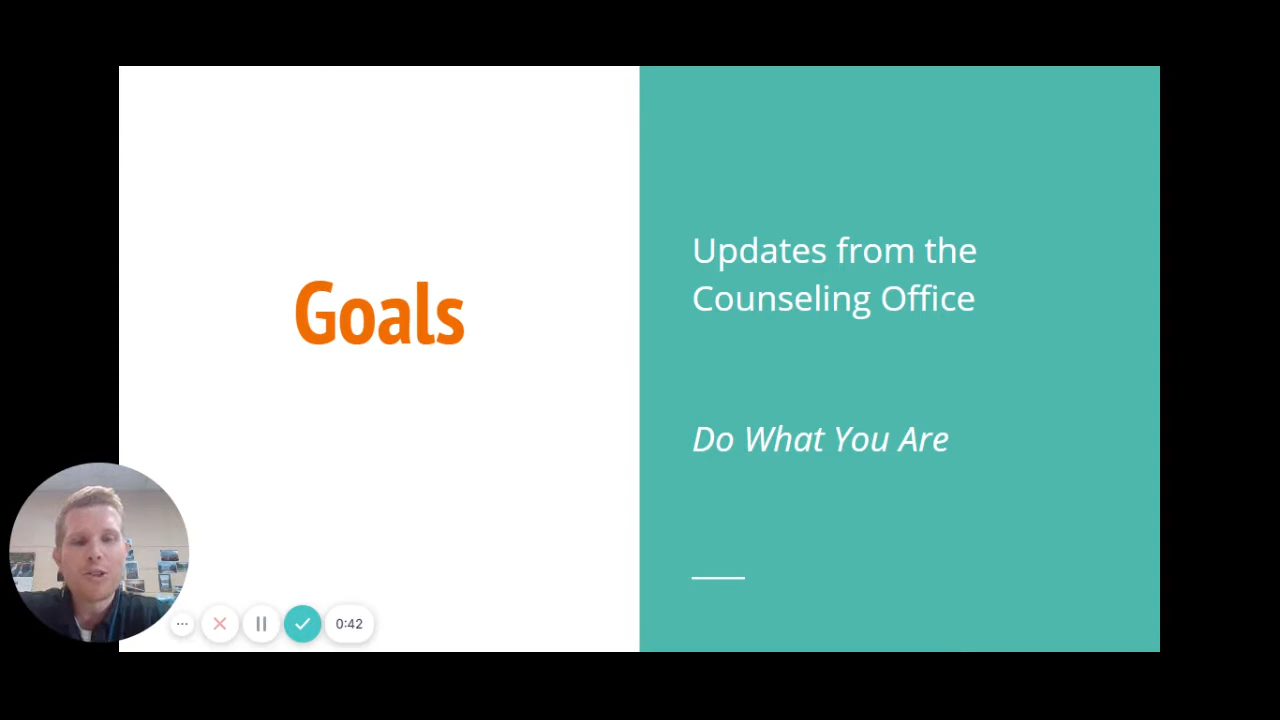 Goals
Updates from the
Counseling Office
Do What You Are
0:42